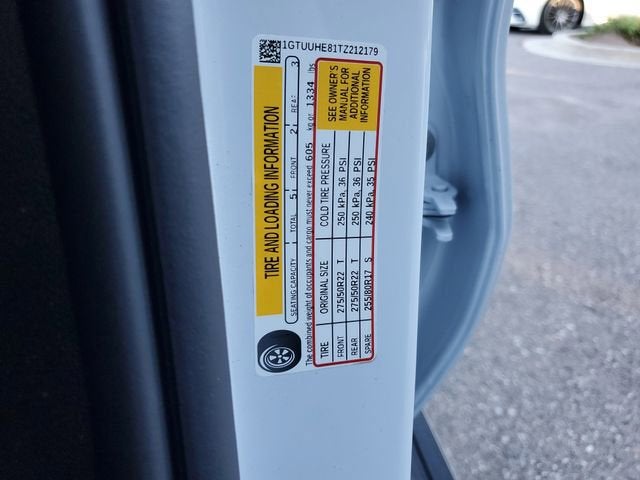 1GTUUHE81TZ212179
TIRE AND LOADING INFORMATION
SEATING CAPACITY TOTAL 5 FRONT 2 REAR 3
The combined weight of occupants and cargo must never exceed 605 kg or 1334 lbs
TIRE ORIGINAL SIZE COLD TIRE PRESSURE
FRONT 275/50R22 T 250 kPa, 36 PSI
REAR 275/50R22 T 250 kPa, 36 PSI
SPARE 255/80R17 S 240 kPa, 35 PSI
SEE OWNER'S
MANUAL FOR
ADDITIONAL
INFORMATION